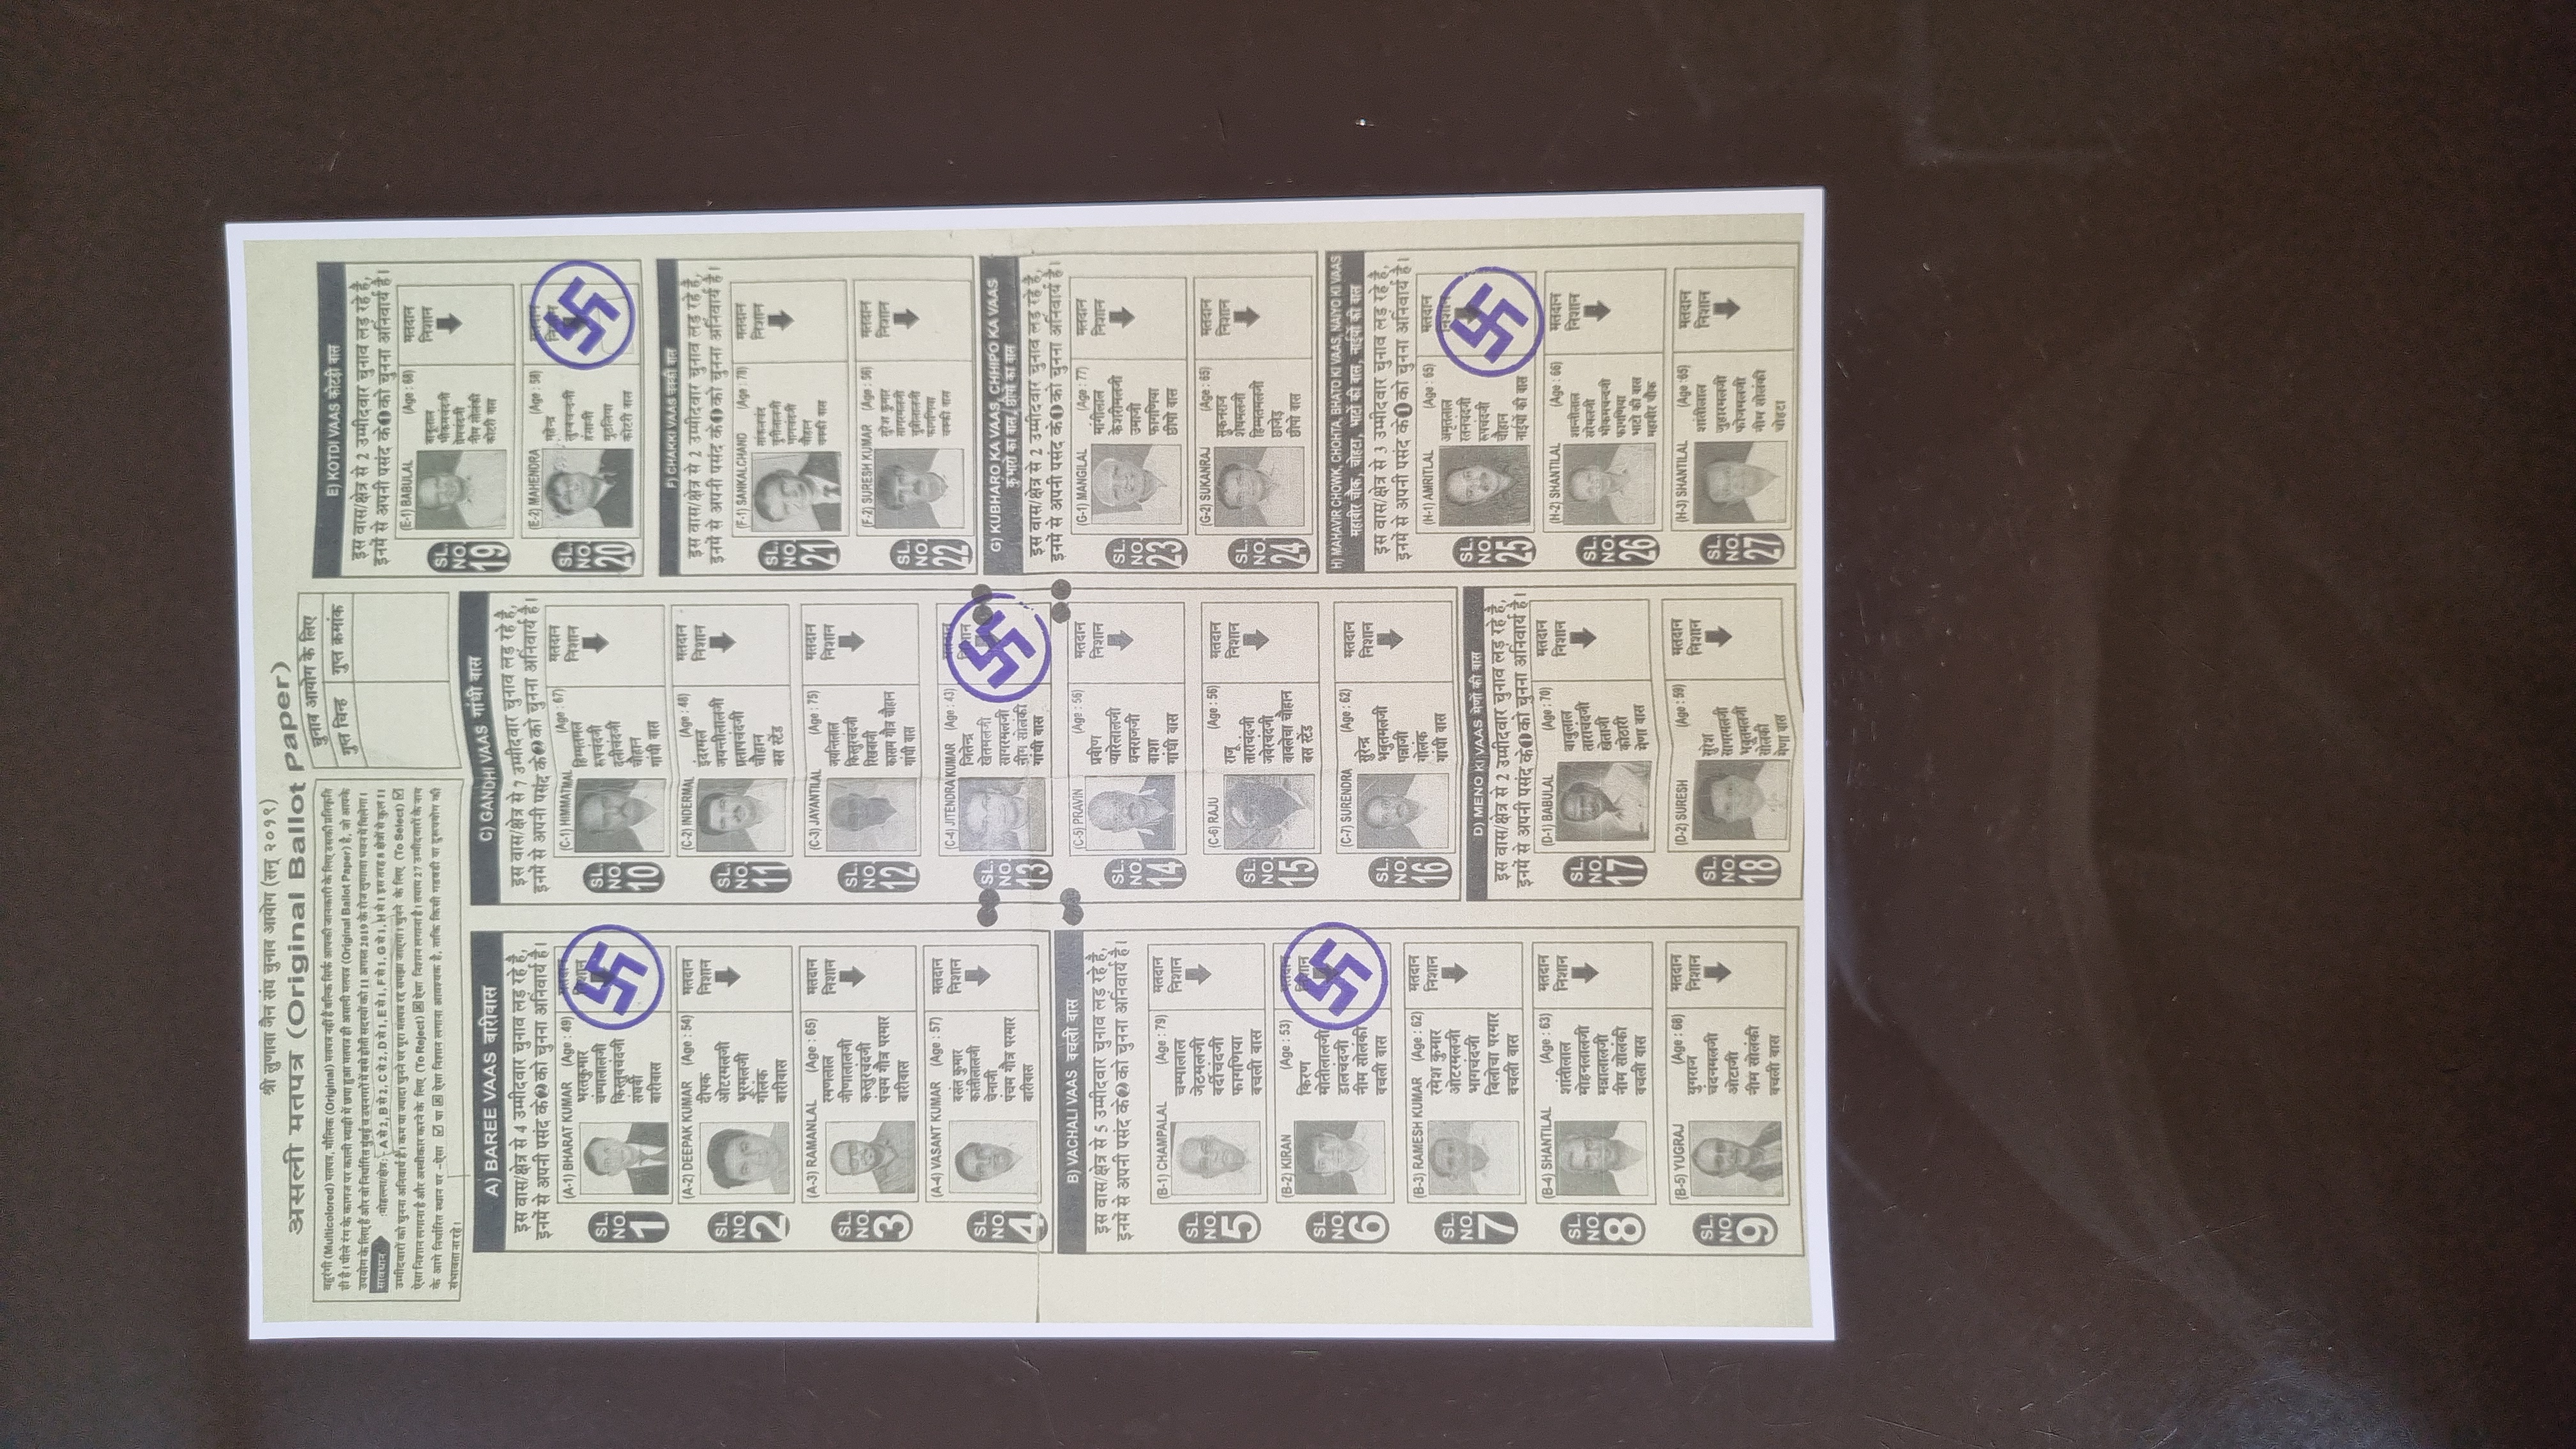 श्री लुणावा जैन संघ चुनाव आयोग (सन् २०१९)
असली मतपत्र (Original Ballot Paper)
बहुरंगी (Multicolored) मतपत्र, मौलिक (Original) मतपत्र नहीं है बल्कि सिर्फ आपकी जानकारी के लिए उसकी प्रतिकृति
ही है। पीले रंग के कागज पर काली स्याही में छपा हुआ मतपत्र ही असली मतपत्र (Original Ballot Paper) है, जो आपके
उपयोग के लिए है और वो निर्धारित मुंबई व उपनगरों में बसे होती सदस्यों को 11 अगस्त 2019 के रोज लुणावा भवन में मिलेगा।
सावधान :मोहल्ला/क्षेत्र:- A से 2, B से 2, C से 2, D से 1, E से 1, F से 1, G से 1, H से 1 इस तरह 8 क्षेत्रों से कुल 11
उम्मीदवारों को चुनना अनिवार्य है। कम या ज्यादा चुनने पर पूरा मतपत्र रद्द समझा जाएगा। चुनने के लिए (To Select) ☑
ऐसा निशान लगाना है और अस्वीकार करने के लिए (To Reject) ☒ ऐसा निशान लगाना है। तमाम 27 उम्मीदवारों के नाम
के आगे निर्धारित स्थान पर -ऐसा ☑ या ☒ ऐसा निशान लगाना आवश्यक है, ताकि किसी गडबडी या दुरूपयोग की
संभावता ना रहे।
चुनाव आयोग के लिए
गुप्त चिन्ह गुप्त क्रमांक
A) BAREE VAAS बारीवास
इस वास/क्षेत्र से 4 उम्मीदवार चुनाव लड़ रहे है,
इनमें से अपनी पसंद के 2 को चुनना अनिवार्य है।
(A-1) BHARAT KUMAR (Age : 49)
मतदान
निशान
SL. NO. 1
भरतकुमार
चंम्पालालजी
किस्तुरचंदजी
संघवी
बारीवास
(A-2) DEEPAK KUMAR (Age : 54)
मतदान
निशान
SL. NO. 2
दीपक
ओटरमलजी
भूरमलजी
गोलंक
बारीवास
(A-3) RAMANLAL (Age : 65)
मतदान
निशान
SL. NO. 3
रमणलाल
जीणालालजी
कस्तुरचंदजी
पंचम गौत्र परमार
बारीवास
(A-4) VASANT KUMAR (Age : 57)
मतदान
निशान
SL. NO. 4
वसंत कुमार
कांतीलालजी
चेनाजी
पंचम गौत्र परमार
बारीवास
B) VACHALI VAAS वचली वास
इस वास/क्षेत्र से 5 उम्मीदवार चुनाव लड़ रहे है,
इनमें से अपनी पसंद के 2 को चुनना अनिवार्य है।
(B-1) CHAMPALAL (Age : 79)
मतदान
निशान
SL. NO. 5
चम्पालाल
जेठमलजी
वर्दीचंदजी
फागणिया
वचली वास
(B-2) KIRAN (Age : 53)
मतदान
निशान
SL. NO. 6
किरण
मोतीलालजी
डालचंदजी
नीम सोलंकी
वचली वास
(B-3) RAMESH KUMAR (Age : 62)
मतदान
निशान
SL. NO. 7
रमेश कुमार
ओटरमलजी
भागचंदजी
बिलोचा परमार
वचली वास
(B-4) SHANTILAL (Age : 63)
मतदान
निशान
SL. NO. 8
शांतीलाल
मोहनलालजी
मन्नालालजी
नीम सोलंकी
वचली वास
(B-5) YUGRAJ (Age : 68)
मतदान
निशान
SL. NO. 9
युगराज
चंदनमलजी
ओटाजी
नीम सोलंकी
वचली वास
C) GANDHI VAAS गांधी वास
इस वास/क्षेत्र से 7 उम्मीदवार चुनाव लड़ रहे है,
इनमें से अपनी पसंद के 2 को चुनना अनिवार्य है।
(C-1) HIMMATMAL (Age : 67)
मतदान
निशान
SL. NO. 10
हिम्मतमल
रूपचंदजी
दलीचंदजी
चौहान
गांधी वास
(C-2) INDERMAL (Age : 48)
मतदान
निशान
SL. NO. 11
इंदरमल
जयन्तीलालजी
प्रतापचंदजी
चौहान
बस स्टेंड
(C-3) JAYANTILAL (Age : 75)
मतदान
निशान
SL. NO. 12
जयन्तिलाल
किस्तुरचंदजी
रिखबाजी
कासम गौत्र चौहान
गांधी वास
(C-4) JITENDRA KUMAR (Age : 43)
मतदान
निशान
SL. NO. 13
जितेन्द्र
खेतमलजी
सागरमलजी
नीम सोलंकी
गांधी वास
(C-5) PRAVIN (Age : 56)
मतदान
निशान
SL. NO. 14
प्रवीण
प्यारेलालजी
धनराजजी
वाशा
गांधी वास
(C-6) RAJU (Age : 56)
मतदान
निशान
SL. NO. 15
राजू
ताराचंदजी
जवेरचंदजी
वावलेचा चौहान
बस स्टेंड
(C-7) SURENDRA (Age : 62)
मतदान
निशान
SL. NO. 16
सुरेन्द्र
भबुतमलजी
पन्नाजी
गोलंक
गांधी वास
D) MENO KI VAAS मेणों की वास
इस वास/क्षेत्र से 2 उम्मीदवार चुनाव लड़ रहे है,
इनमें से अपनी पसंद के 1 को चुनना अनिवार्य है।
(D-1) BABULAL (Age : 70)
मतदान
निशान
SL. NO. 17
बाबुलाल
ताराचंदजी
खेताजी
कोठारी
मेणा वास
(D-2) SURESH (Age : 59)
मतदान
निशान
SL. NO. 18
सुरेश
सागरमलजी
भबूतमलजी
सोलंकी
मेणा वास
E) KOTDI VAAS कोटड़ी वास
इस वास/क्षेत्र से 2 उम्मीदवार चुनाव लड़ रहे है,
इनमें से अपनी पसंद के 1 को चुनना अनिवार्य है।
(E-1) BABULAL (Age : 68)
मतदान
निशान
SL. NO. 19
बाबूलाल
भीकमचंदजी
प्रेमचंदजी
नीम सोलंकी
कोटरी वास
(E-2) MAHENDRA (Age : 58)
मतदान
निशान
SL. NO. 20
महेन्द्र
हंसाजी
मुठलिया
कोटरी वास
F) CHAKKI VAAS चक्की वास
इस वास/क्षेत्र से 2 उम्मीदवार चुनाव लड़ रहे है,
इनमें से अपनी पसंद के 1 को चुनना अनिवार्य है।
(F-1) SANKALCHAND (Age : 78)
मतदान
निशान
SL. NO. 21
सांकलचंद
चुनीलालजी
भागचंदजी
चौहान
चक्की वास
(F-2) SURESH KUMAR (Age : 56)
मतदान
निशान
SL. NO. 22
सुरेश कुमार
सागरमलजी
चुन्नीलालजी
फागणिया
चक्की वास
G) KUBHARO KA VAAS, CHHIPO KA VAAS
कुंभारों का वास, छीपों का वास
इस वास/क्षेत्र से 2 उम्मीदवार चुनाव लड़ रहे है,
इनमें से अपनी पसंद के 1 को चुनना अनिवार्य है।
(G-1) MANGILAL (Age : 77)
मतदान
निशान
SL. NO. 23
मांगीलाल
केशरीमलजी
उमाजी
फागणिया
छीपो वास
(G-2) SUKANRAJ (Age : 65)
मतदान
निशान
SL. NO. 24
सुकनराज
शेषमलजी
हिम्मतमलजी
छाजेड़
छीपो वास
H) MAHAVIR CHOWK, CHOHTA, BHATO KI VAAS, NAIYO KI VAAS
महावीर चौक, चोहटा, भाटों की वास, नाईयों की वास
इस वास/क्षेत्र से 3 उम्मीदवार चुनाव लड़ रहे है,
इनमें से अपनी पसंद के 1 को चुनना अनिवार्य है।
(H-1) AMRITLAL (Age : 65)
मतदान
निशान
SL. NO. 25
अमृतलाल
रतनचंदजी
रूपचंदजी
चौहान
नाईयों की वास
(H-2) SHANTILAL (Age : 66)
मतदान
निशान
SL. NO. 26
शान्तीलाल
सरेमलजी
भीकमचन्दजी
फागणिया
भाटो की वास
महावीर चौक
(H-3) SHANTILAL (Age :65)
मतदान
निशान
SL. NO. 27
शांतीलाल
जुहारमलजी
फोजमलजी
नीम सोलंकी
चोहटा